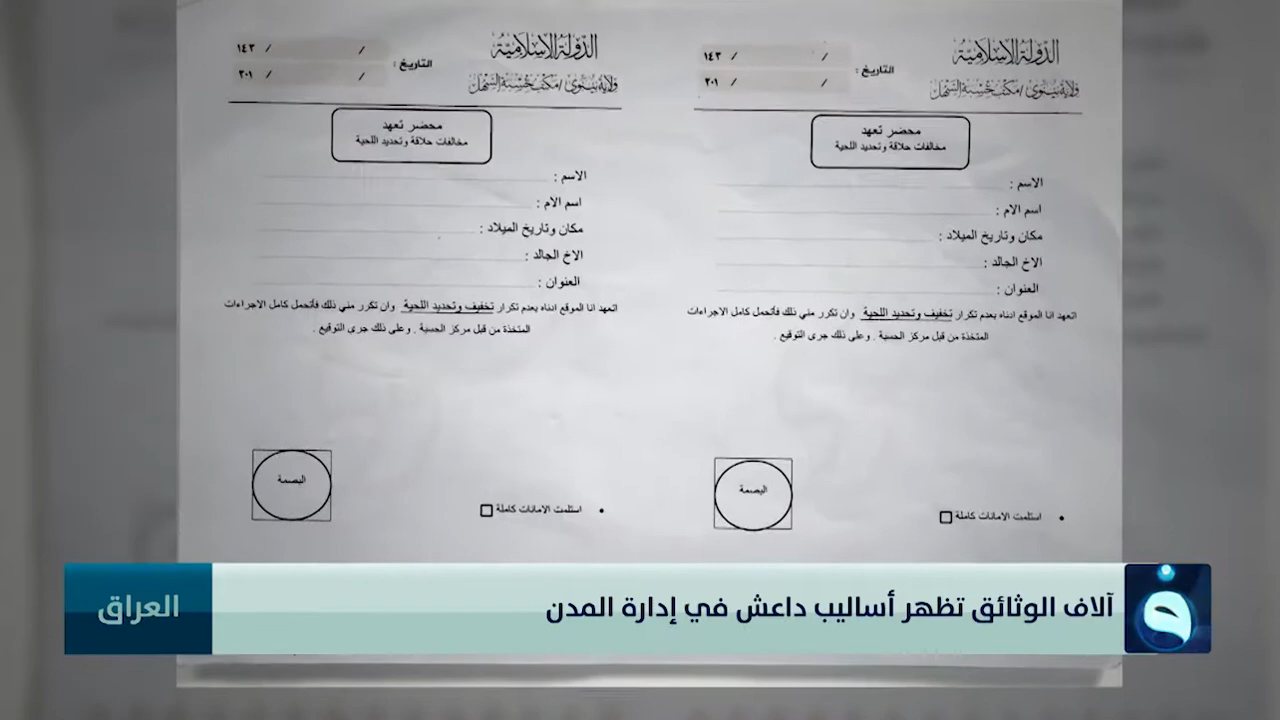 الدولة الإسلامية
ولاية نينوى / مكتب حسبة السهل
التاريخ :
/ / ١٤٣
/ / ٢٠١
محضر تعهد
مخالفات حلاقة وتحديد اللحية
الاسم :
اسم الام :
مكان وتاريخ الميلاد :
الاخ الجالد :
العنوان :
اتعهد انا الموقع ادناه بعدم تكرار تخفيف وتحديد اللحية وان تكرر مني ذلك فأتحمل كامل الاجراءات
المتخذة من قبل مركز الحسبة . وعلى ذلك جرى التوقيع .
• استلمت الامانات كاملة
البصمة
الدولة الإسلامية
ولاية نينوى / مكتب حسبة السهل
التاريخ :
/ / ١٤٣
/ / ٢٠١
محضر تعهد
مخالفات حلاقة وتحديد اللحية
الاسم :
اسم الام :
مكان وتاريخ الميلاد :
الاخ الجالد :
العنوان :
اتعهد انا الموقع ادناه بعدم تكرار تخفيف وتحديد اللحية وان تكرر مني ذلك فأتحمل كامل الاجراءات
المتخذة من قبل مركز الحسبة . وعلى ذلك جرى التوقيع .
• استلمت الامانات كاملة
البصمة
آلاف الوثائق تظهر أساليب داعش في إدارة المدن
العراق